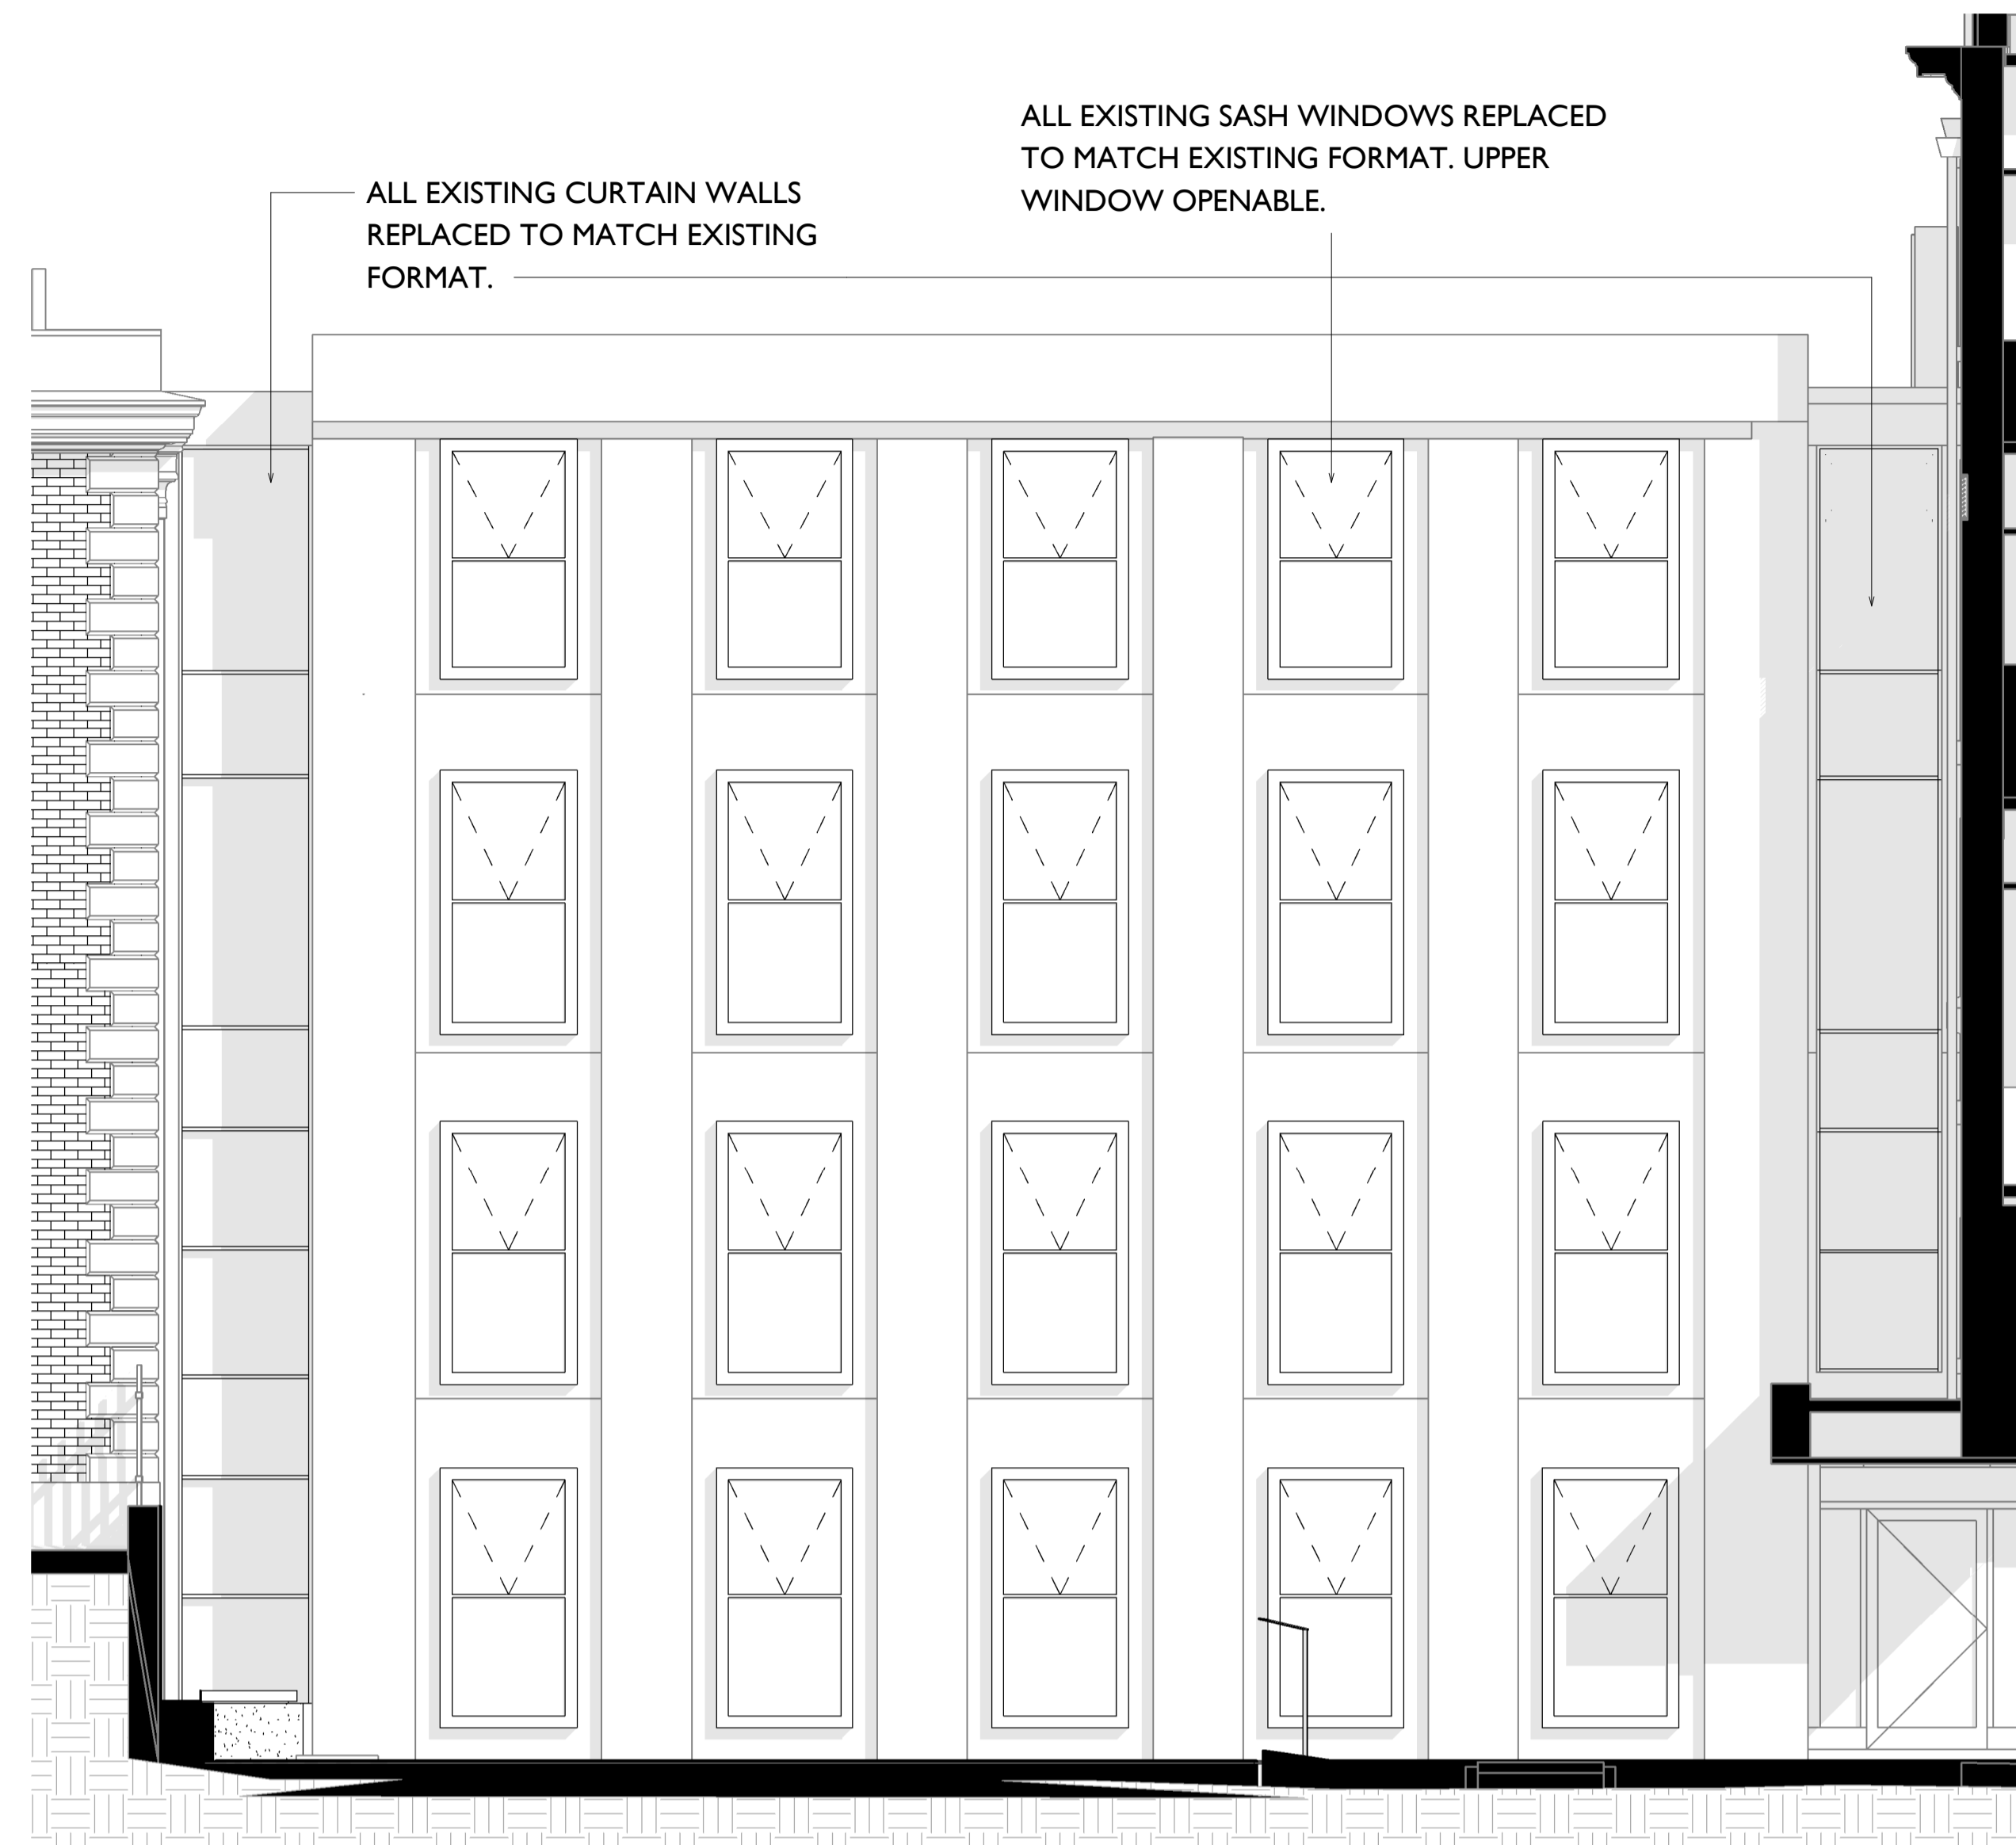 ALL EXISTING SASH WINDOWS REPLACED
TO MATCH EXISTING FORMAT. UPPER
WINDOW OPENABLE.
ALL EXISTING CURTAIN WALLS
REPLACED TO MATCH EXISTING
FORMAT.